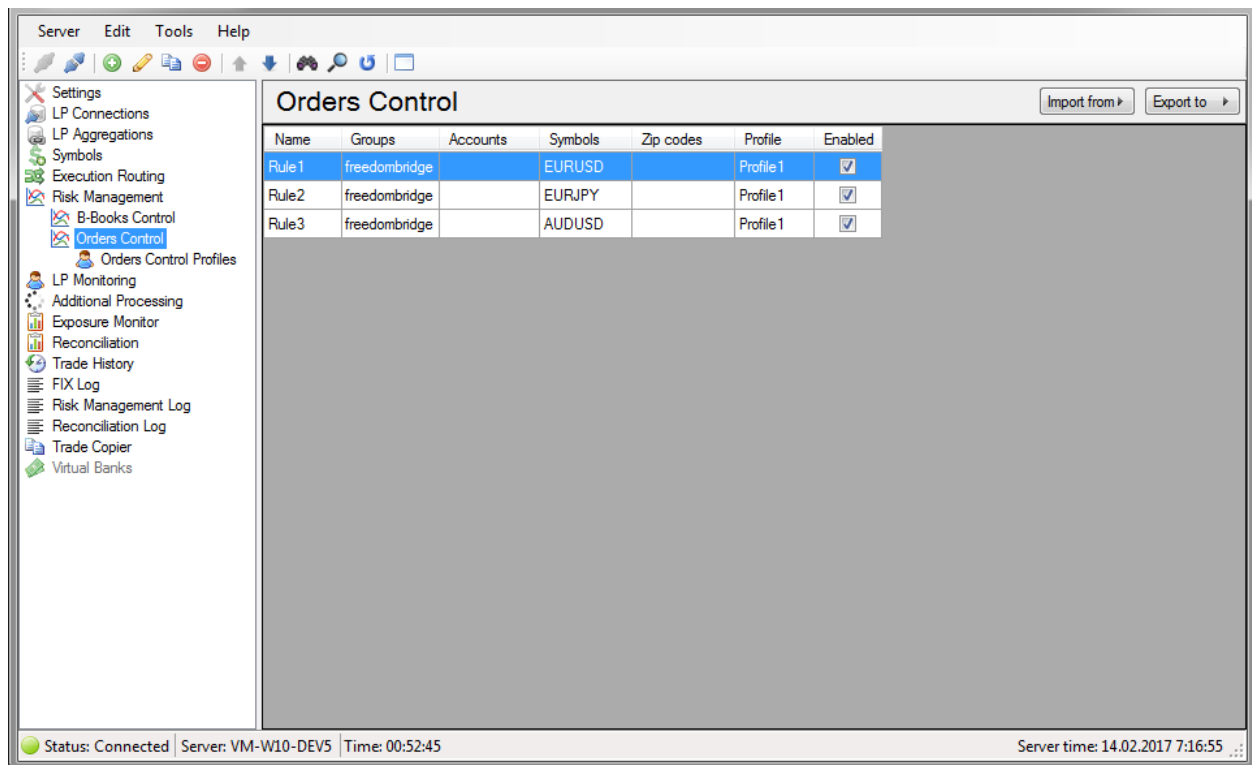 Server Edit Tools Help
Settings
LP Connections
LP Aggregations
Symbols
Execution Routing
Risk Management
B-Books Control
Orders Control
Orders Control Profiles
LP Monitoring
Additional Processing
Exposure Monitor
Reconciliation
Trade History
FIX Log
Risk Management Log
Reconciliation Log
Trade Copier
Virtual Banks
Orders Control Import from Export to
Name Groups Accounts Symbols Zip codes Profile Enabled
Rule1 freedombridge EURUSD Profile1
Rule2 freedombridge EURJPY Profile1
Rule3 freedombridge AUDUSD Profile1
Status: Connected Server: VM-W10-DEV5 Time: 00:52:45 Server time: 14.02.2017 7:16:55